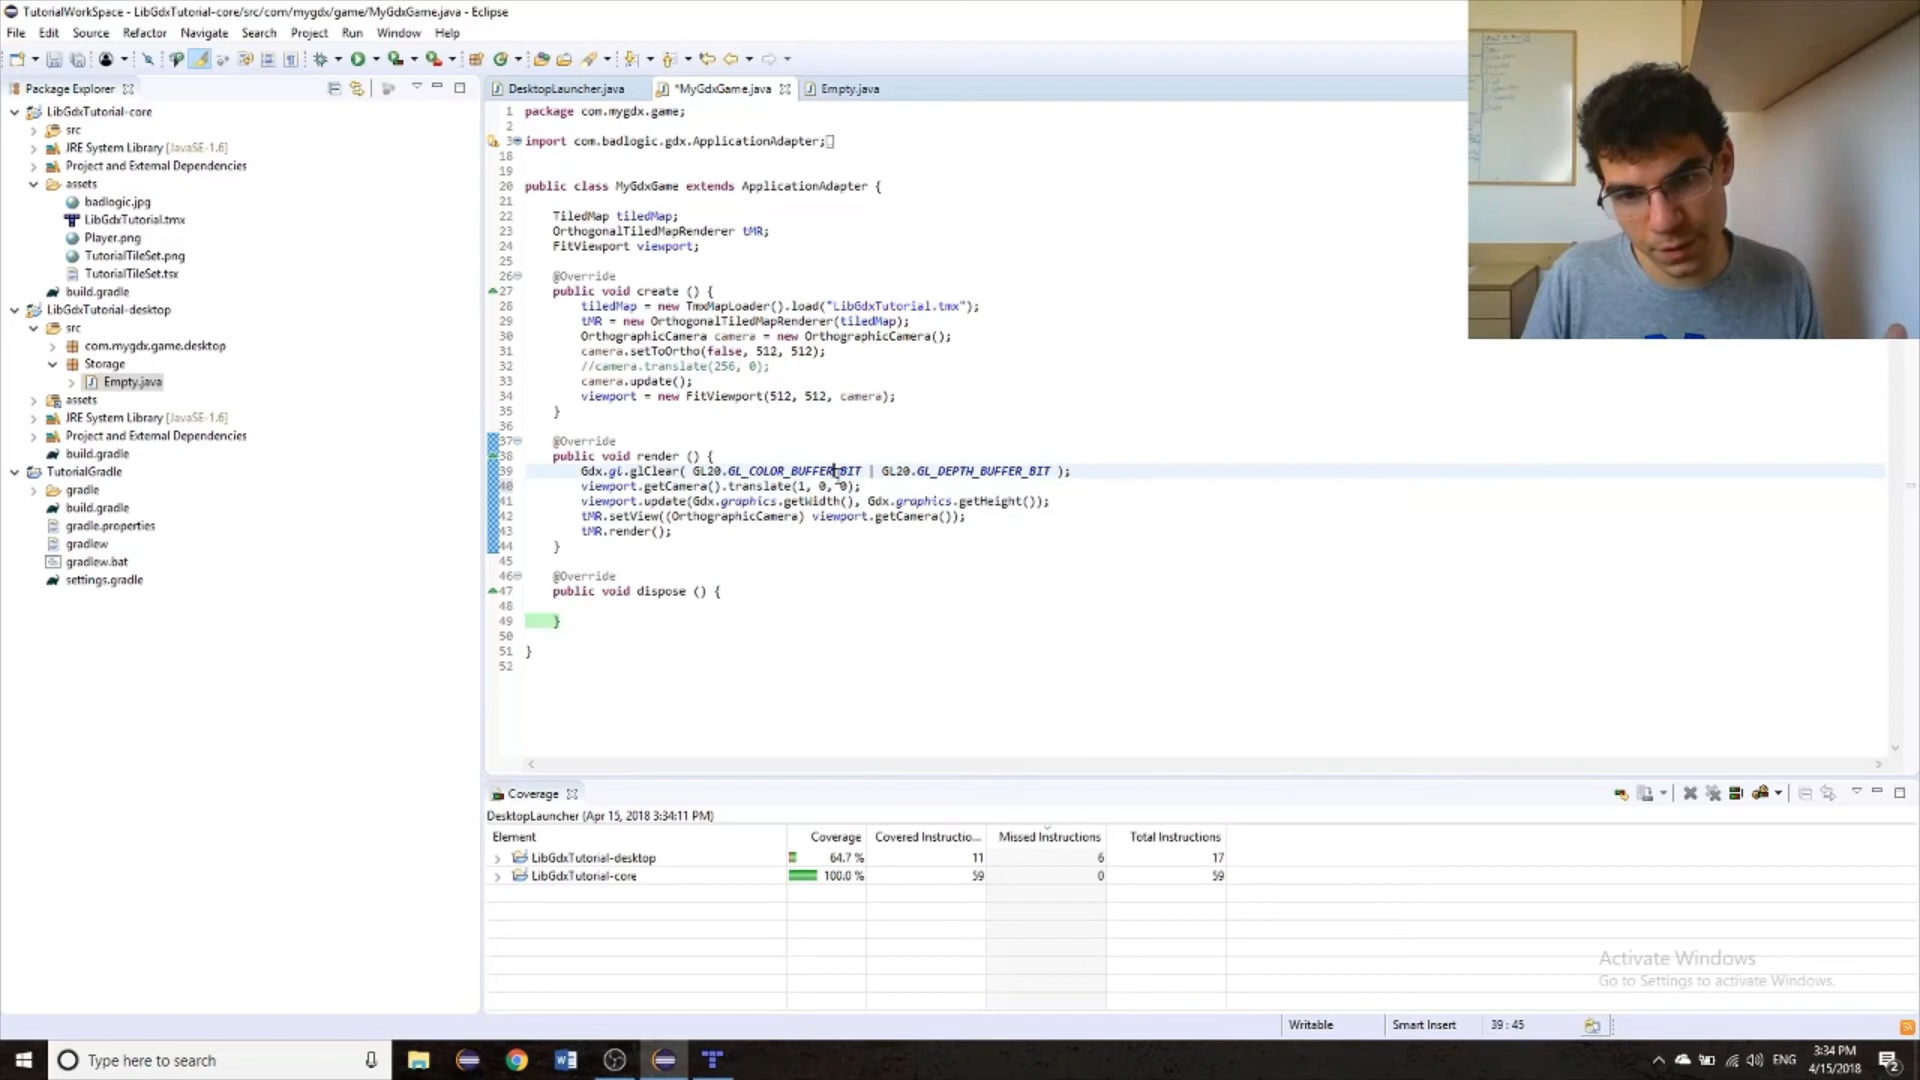 TutorialWorkSpace - LibGdxTutorial-core/src/com/mygdx/game/MyGdxGame.java - Eclipse
File Edit Source Refactor Navigate Search Project Run Window Help
Package Explorer
DesktopLauncher.java *MyGdxGame.java Empty.java
LibGdxTutorial-core
src
JRE System Library [JavaSE-1.6]
Project and External Dependencies
assets
badlogic.jpg
LibGdxTutorial.tmx
Player.png
TutorialTileSet.png
TutorialTileSet.tsx
build.gradle
LibGdxTutorial-desktop
src
com.mygdx.game.desktop
Storage
Empty.java
assets
JRE System Library [JavaSE-1.6]
Project and External Dependencies
build.gradle
TutorialGradle
gradle
build.gradle
gradle.properties
gradlew
gradlew.bat
settings.gradle
1 package com.mygdx.game;
2
3 import com.badlogic.gdx.ApplicationAdapter;
18
19
20 public class MyGdxGame extends ApplicationAdapter {
21
22 TiledMap tiledMap;
23 OrthogonalTiledMapRenderer tMR;
24 FitViewport viewport;
25
26 @Override
27 public void create () {
28 tiledMap = new TmxMapLoader().load("LibGdxTutorial.tmx");
29 tMR = new OrthogonalTiledMapRenderer(tiledMap);
30 OrthographicCamera camera = new OrthographicCamera();
31 camera.setToOrtho(false, 512, 512);
32 //camera.translate(256, 0);
33 camera.update();
34 viewport = new FitViewport(512, 512, camera);
35 }
36
37 @Override
38 public void render () {
39 Gdx.gl.glClear( GL20.GL_COLOR_BUFFER_BIT | GL20.GL_DEPTH_BUFFER_BIT );
40 viewport.getCamera().translate(1, 0, 0);
41 viewport.update(Gdx.graphics.getWidth(), Gdx.graphics.getHeight());
42 tMR.setView((OrthographicCamera) viewport.getCamera());
43 tMR.render();
44 }
45
46 @Override
47 public void dispose () {
48
49 }
50
51 }
52
Coverage
DesktopLauncher (Apr 15, 2018 3:34:11 PM)
Element Coverage Covered Instructio... Missed Instructions Total Instructions
LibGdxTutorial-desktop 64.7 % 11 6 17
LibGdxTutorial-core 100.0 % 59 0 59
Activate Windows
Go to Settings to activate Windows.
Writable Smart Insert 39 : 45
Type here to search
ENG
3:34 PM
4/15/2018
2